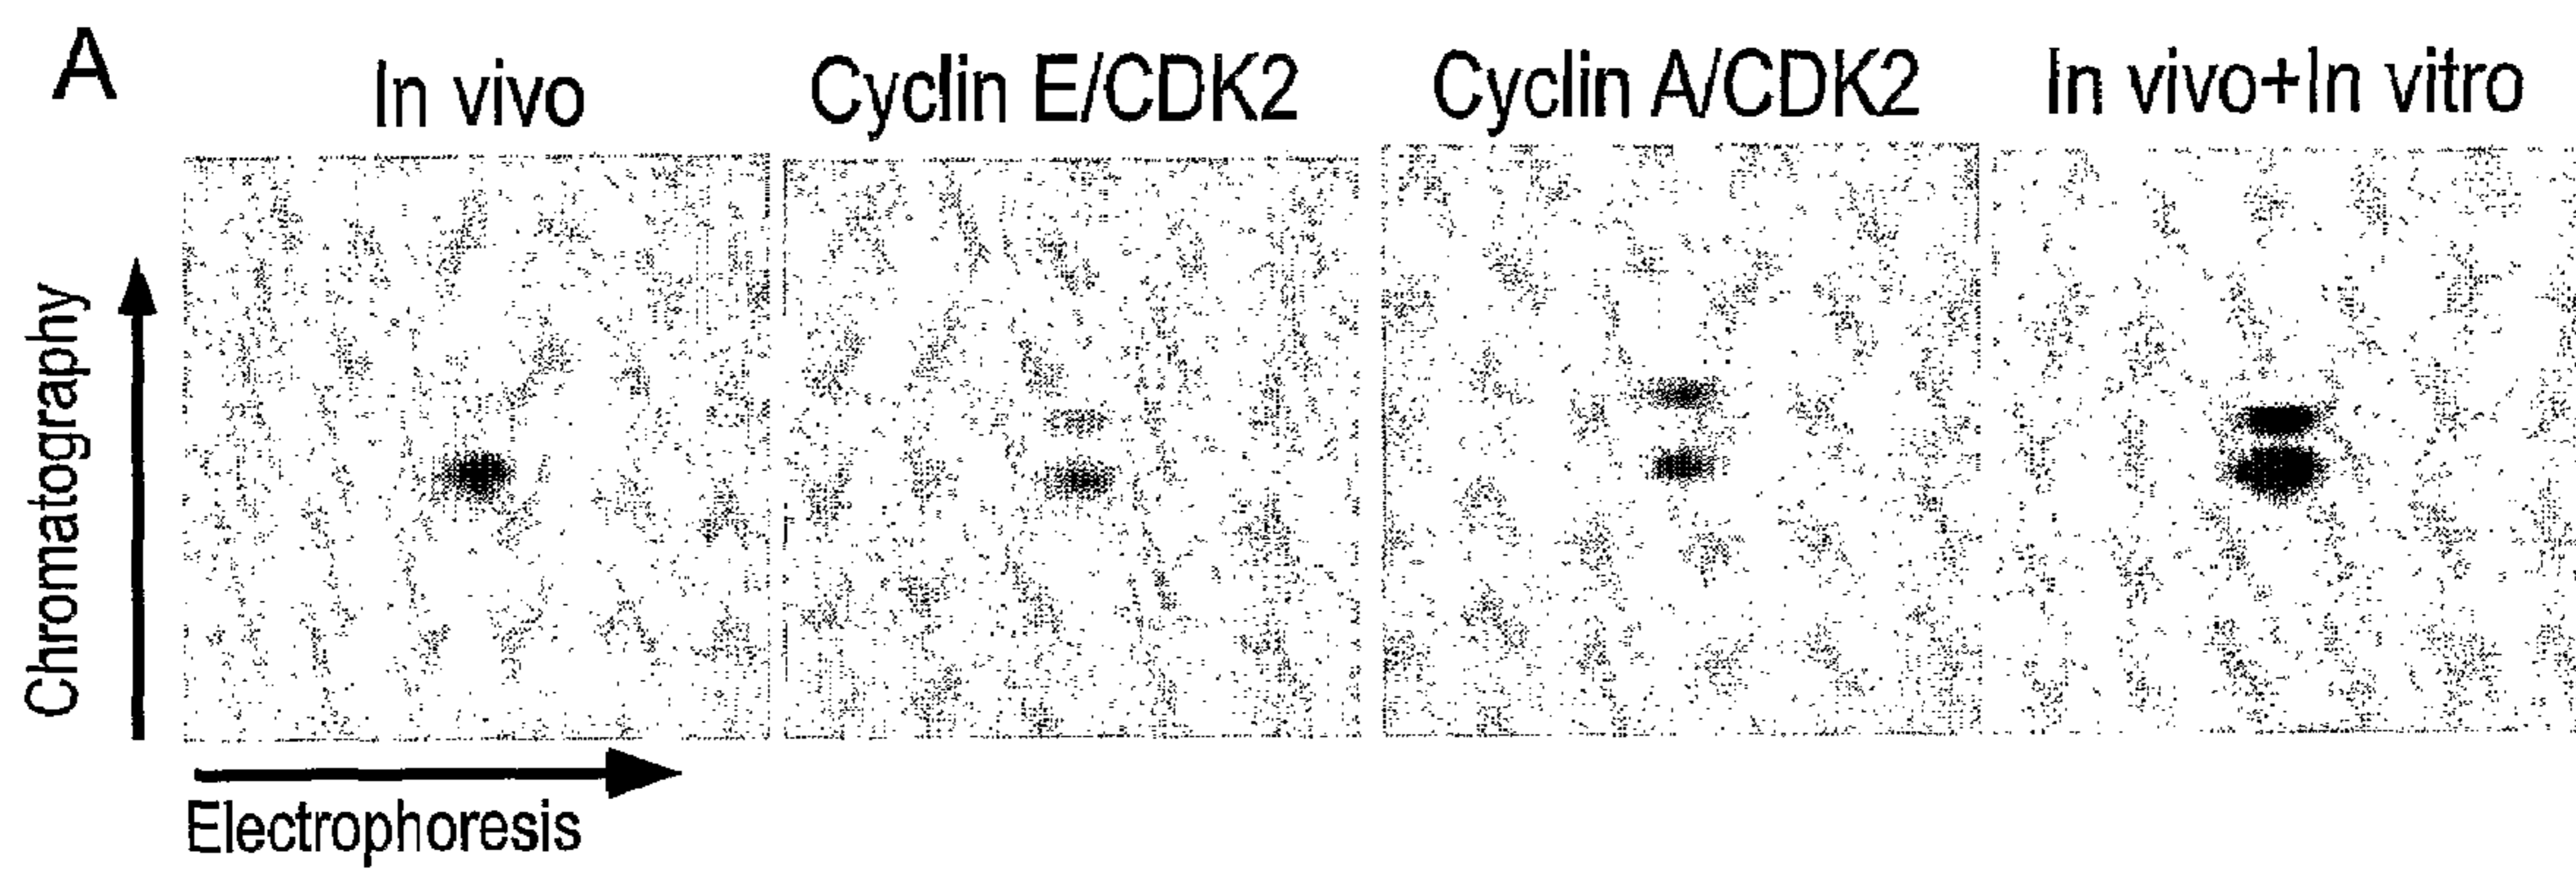 A
In vivo
Cyclin E/CDK2
Cyclin A/CDK2
In vivo+In vitro
Chromatography
Electrophoresis